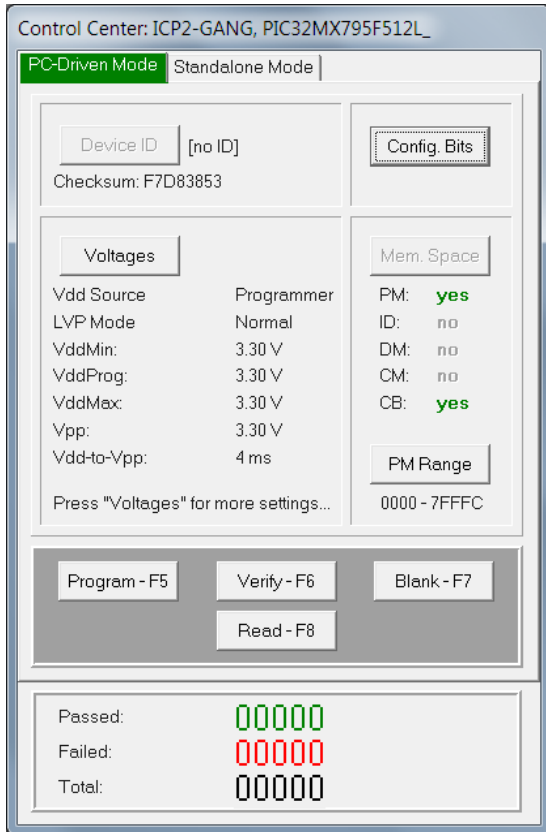 Control Center: ICP2-GANG, PIC32MX795F512L_
PC-Driven Mode Standalone Mode
Device ID [no ID]
Checksum: F7D83853
Config. Bits
Voltages
Vdd Source Programmer
LVP Mode Normal
VddMin: 3.30 V
VddProg: 3.30 V
VddMax: 3.30 V
Vpp: 3.30 V
Vdd-to-Vpp: 4 ms
Press "Voltages" for more settings...
Mem. Space
PM: yes
ID: no
DM: no
CM: no
CB: yes
PM Range
0000 - 7FFFC
Program - F5 Verify - F6 Blank - F7
Read - F8
Passed: 00000
Failed: 00000
Total: 00000